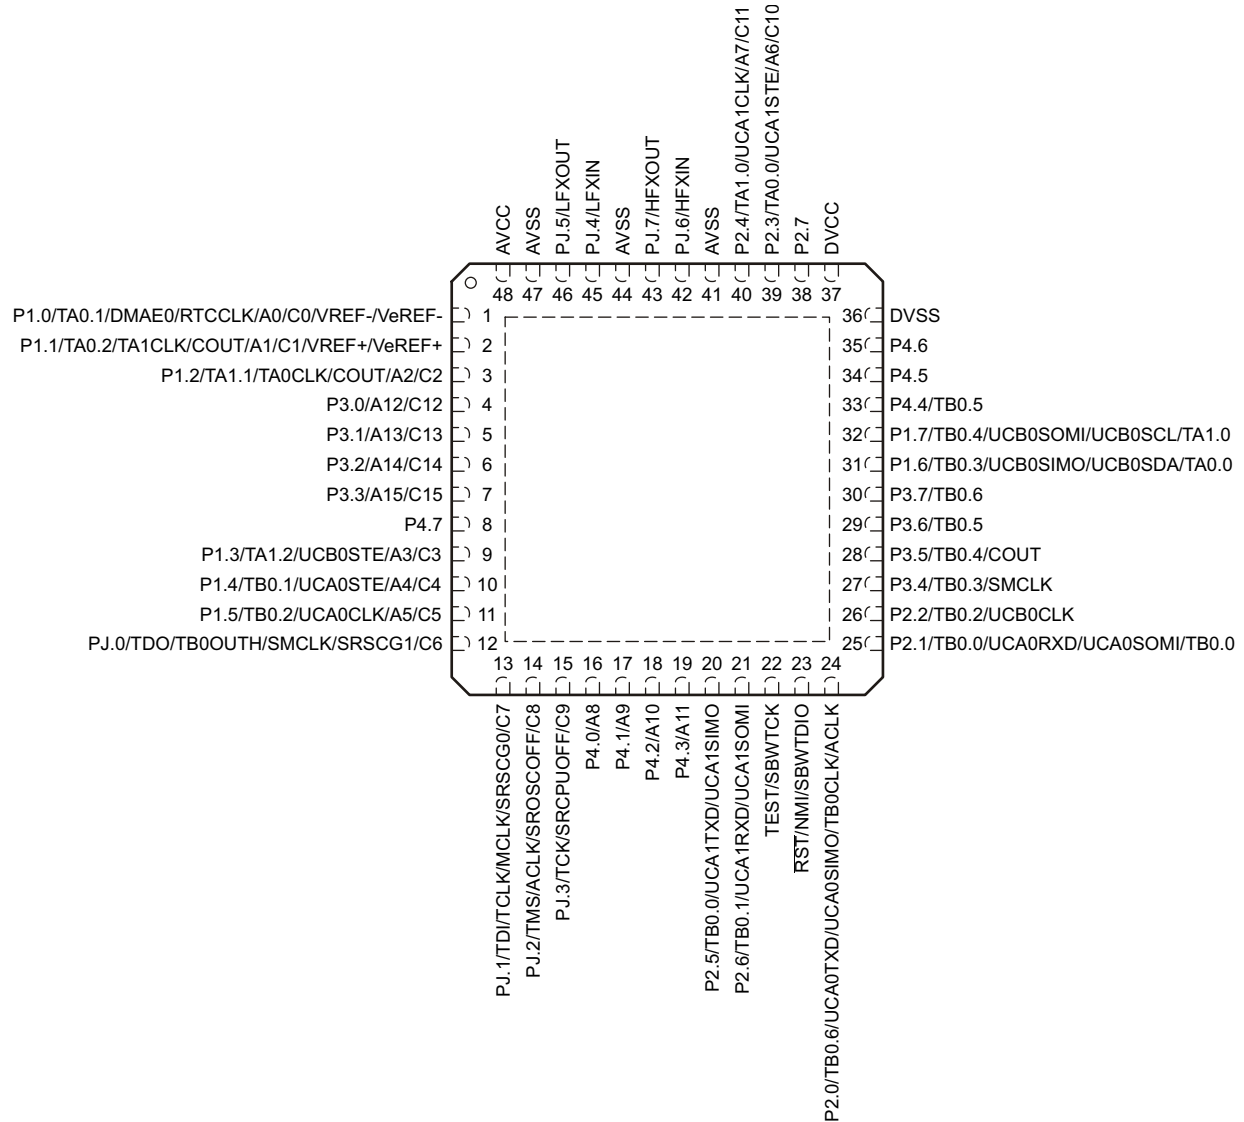 AVCC
AVSS
PJ.5/LFXOUT
PJ.4/LFXIN
AVSS
PJ.7/HFXOUT
PJ.6/HFXIN
AVSS
P2.4/TA1.0/UCA1CLK/A7/C11
P2.3/TA0.0/UCA1STE/A6/C10
P2.7
DVCC
48 47 46 45 44 43 42 41 40 39 38 37
P1.0/TA0.1/DMAE0/RTCCLK/A0/C0/VREF-/VeREF- 1
P1.1/TA0.2/TA1CLK/COUT/A1/C1/VREF+/VeREF+ 2
P1.2/TA1.1/TA0CLK/COUT/A2/C2 3
P3.0/A12/C12 4
P3.1/A13/C13 5
P3.2/A14/C14 6
P3.3/A15/C15 7
P4.7 8
P1.3/TA1.2/UCB0STE/A3/C3 9
P1.4/TB0.1/UCA0STE/A4/C4 10
P1.5/TB0.2/UCA0CLK/A5/C5 11
PJ.0/TDO/TB0OUTH/SMCLK/SRSCG1/C6 12
36 DVSS
35 P4.6
34 P4.5
33 P4.4/TB0.5
32 P1.7/TB0.4/UCB0SOMI/UCB0SCL/TA1.0
31 P1.6/TB0.3/UCB0SIMO/UCB0SDA/TA0.0
30 P3.7/TB0.6
29 P3.6/TB0.5
28 P3.5/TB0.4/COUT
27 P3.4/TB0.3/SMCLK
26 P2.2/TB0.2/UCB0CLK
25 P2.1/TB0.0/UCA0RXD/UCA0SOMI/TB0.0
13 14 15 16 17 18 19 20 21 22 23 24
PJ.1/TDI/TCLK/MCLK/SRSCG0/C7
PJ.2/TMS/ACLK/SROSCOFF/C8
PJ.3/TCK/SRCPUOFF/C9
P4.0/A8
P4.1/A9
P4.2/A10
P4.3/A11
P2.5/TB0.0/UCA1TXD/UCA1SIMO
P2.6/TB0.1/UCA1RXD/UCA1SOMI
TEST/SBWTCK
RST/NMI/SBWTDIO
P2.0/TB0.6/UCA0TXD/UCA0SIMO/TB0CLK/ACLK